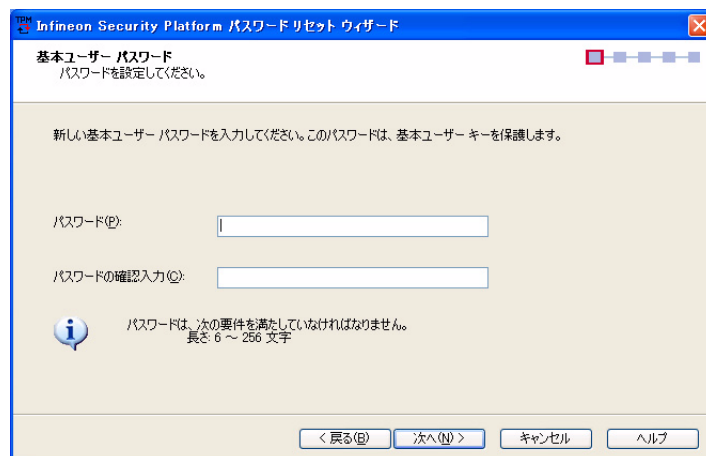 TPM
Infineon Security Platform パスワード リセット ウィザード
基本ユーザー パスワード
パスワードを設定してください。
新しい基本ユーザー パスワードを入力してください。このパスワードは、基本ユーザー キーを保護します。
パスワード(P):
パスワードの確認入力(C):
パスワードは、次の要件を満たしていなければなりません。
長さ: 6 ～ 256 文字
< 戻る(B)
次へ(N) >
キャンセル
ヘルプ